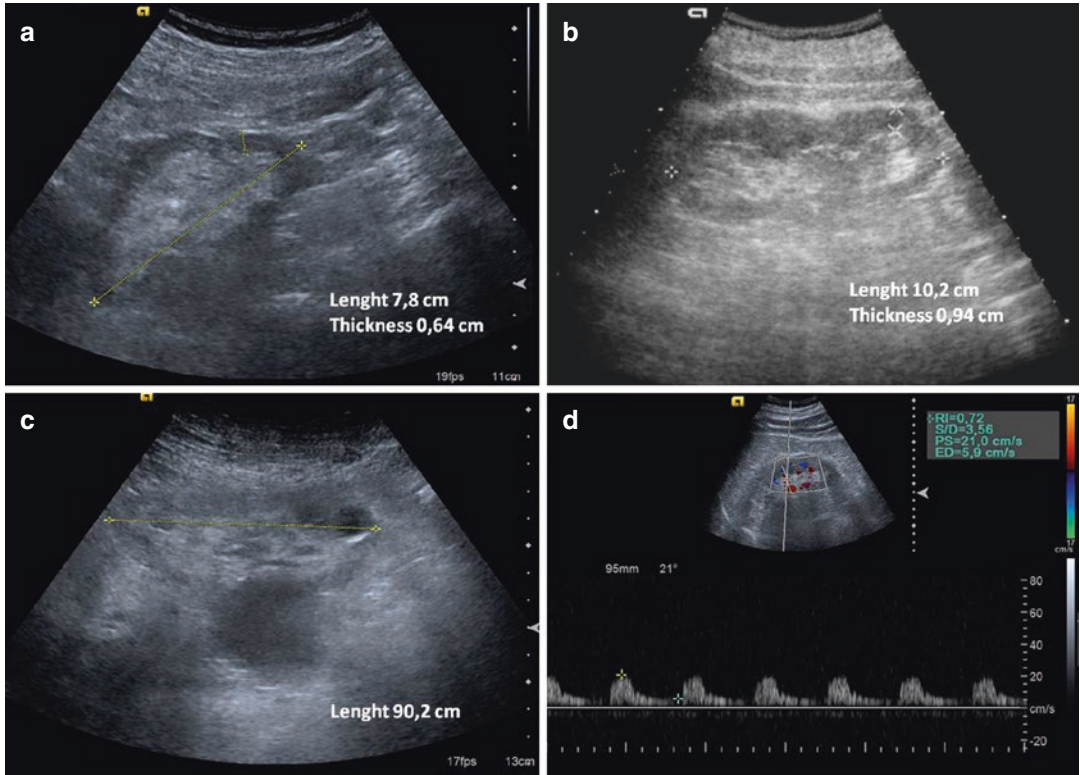 a
Lenght 7,8 cm
Thickness 0,64 cm
19fps 11cm
b
Lenght 10,2 cm
Thickness 0,94 cm
c
Lenght 90,2 cm
17fps 13cm
d
RI=0,72
S/D=3,56
PS=21,0 cm/s
ED=5,9 cm/s
17
17
cm/s
95mm 21°
80
60
40
20
cm/s
-20